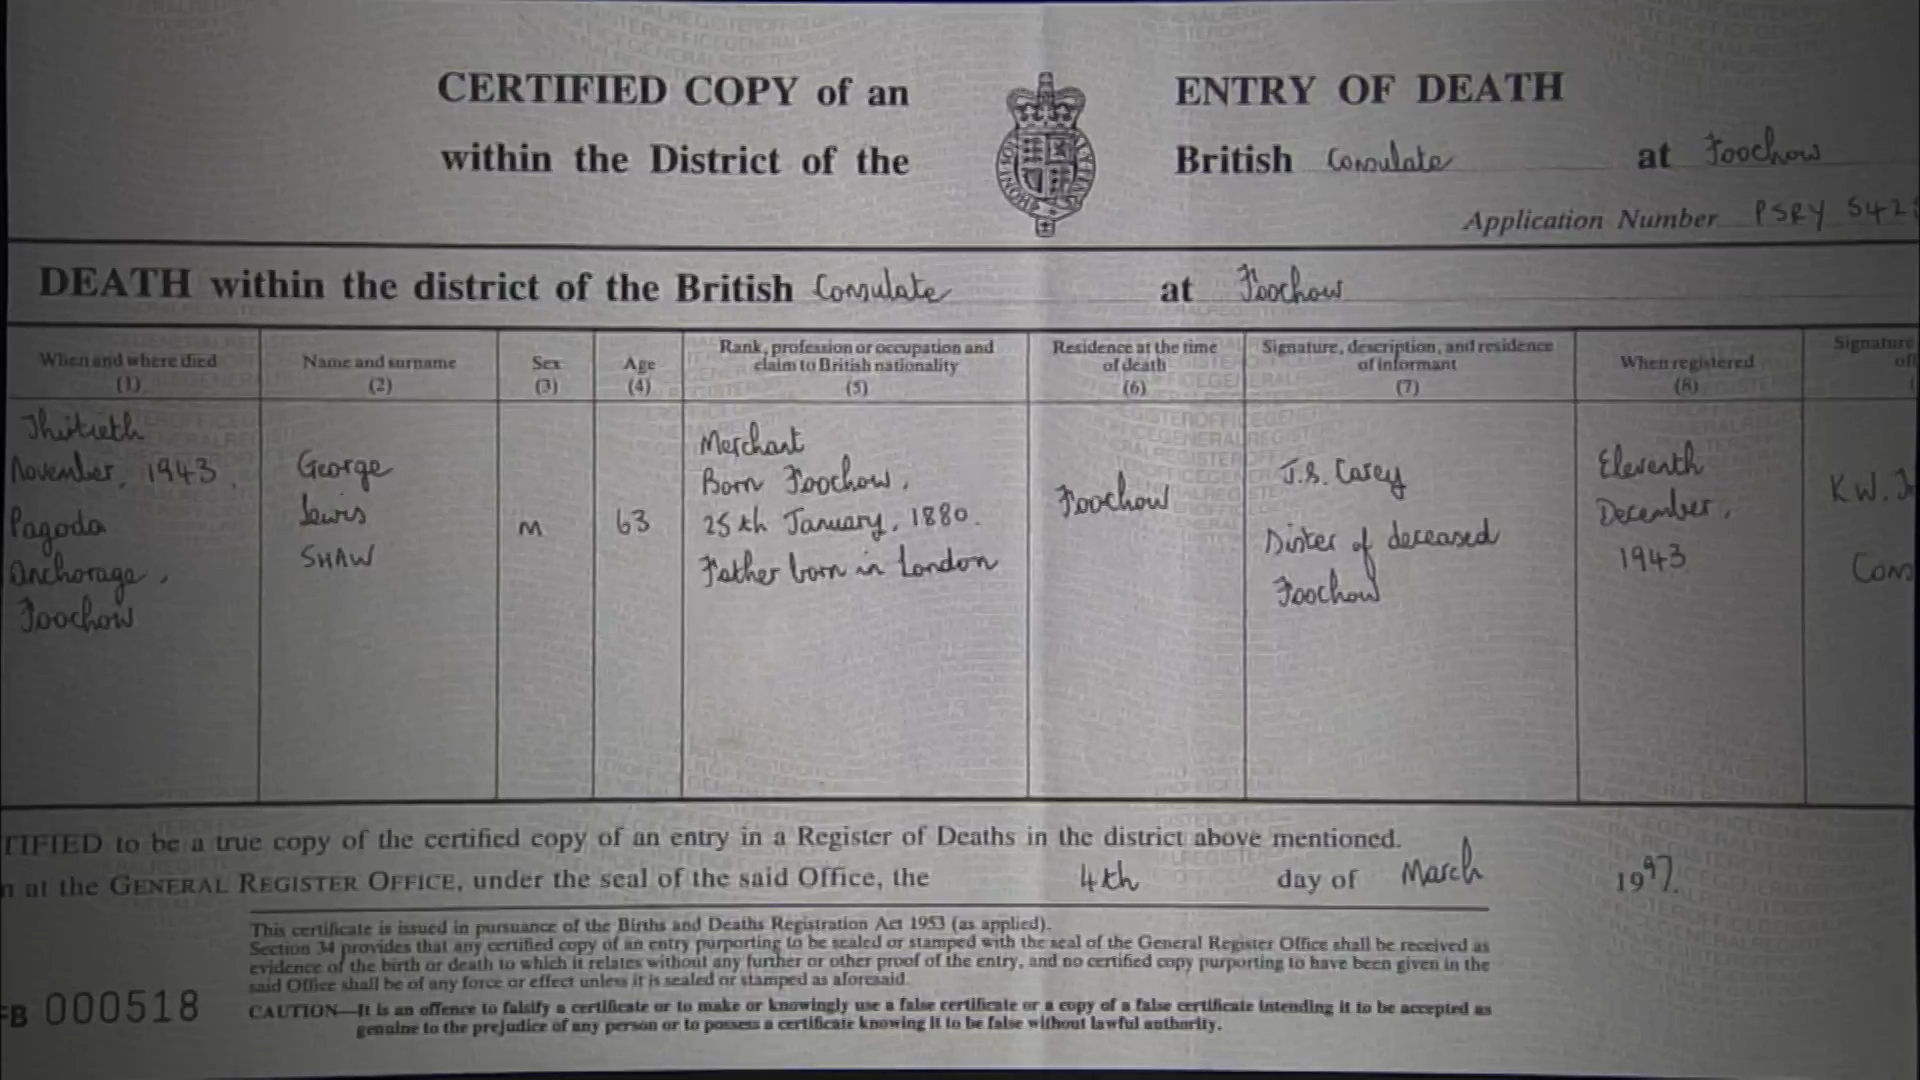 CERTIFIED COPY of an ENTRY OF DEATH
within the District of the British Consulate at Foochow
Application Number PSRY 542
DEATH within the district of the British Consulate at Foochow
When and where died
(1)
Name and surname
(2)
Sex
(3)
Age
(4)
Rank, profession or occupation and
claim to British nationality
(5)
Residence at the time
of death
(6)
Signature, description, and residence
of informant
(7)
When registered
(8)
Signature
Thirtieth
November, 1943,
Pagoda
Anchorage,
Foochow
George
Lewis
SHAW
M
63
Merchant
Born Foochow,
25th January, 1880.
Father born in London
Foochow
J.S. Carey
Sister of deceased
Foochow
Eleventh
December,
1943
K.W.
Cons
TIFIED to be a true copy of the certified copy of an entry in a Register of Deaths in the district above mentioned.
n at the GENERAL REGISTER OFFICE, under the seal of the said Office, the 4th day of March 1997.
This certificate is issued in pursuance of the Births and Deaths Registration Act 1953 (as applied).
Section 34 provides that any certified copy of an entry purporting to be sealed or stamped with the seal of the General Register Office shall be received as
evidence of the birth or death to which it relates without any further or other proof of the entry, and no certified copy purporting to have been given in the
said Office shall be of any force or effect unless it is sealed or stamped as aforesaid.
CAUTION—It is an offence to falsify a certificate or to make or knowingly use a false certificate or a copy of a false certificate intending it to be accepted as
genuine to the prejudice of any person or to possess a certificate knowing it to be false without lawful authority.
FB 000518